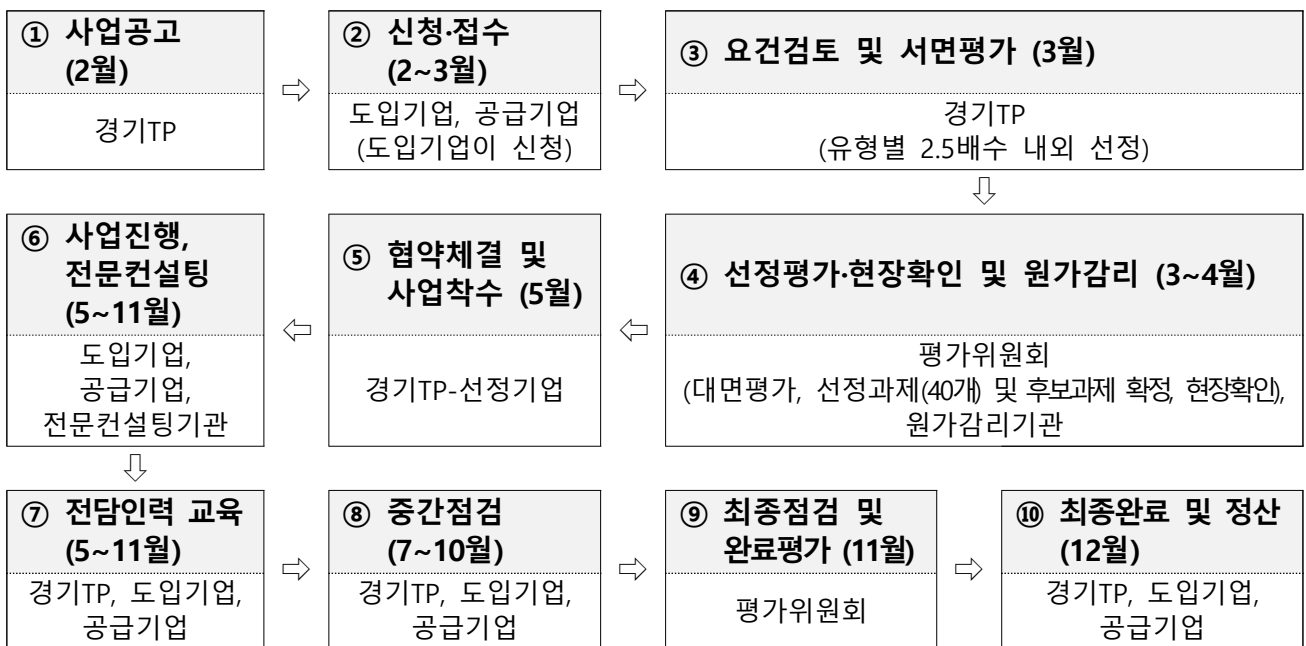 ① 사업공고
(2월)
경기TP
⇨
② 신청·접수
(2~3월)
도입기업, 공급기업
(도입기업이 신청)
⇨
③ 요건검토 및 서면평가 (3월)
경기TP
(유형별 2.5배수 내외 선정)
⇩
④ 선정평가·현장확인 및 원가감리 (3~4월)
평가위원회
(대면평가, 선정과제(40개) 및 후보과제 확정, 현장확인),
원가감리기관
⇦
⑤ 협약체결 및
사업착수 (5월)
경기TP-선정기업
⇦
⑥ 사업진행,
전문컨설팅
(5~11월)
도입기업,
공급기업,
전문컨설팅기관
⇩
⑦ 전담인력 교육
(5~11월)
경기TP, 도입기업,
공급기업
⇨
⑧ 중간점검
(7~10월)
경기TP, 도입기업,
공급기업
⇨
⑨ 최종점검 및
완료평가 (11월)
평가위원회
⇨
⑩ 최종완료 및 정산
(12월)
경기TP, 도입기업,
공급기업